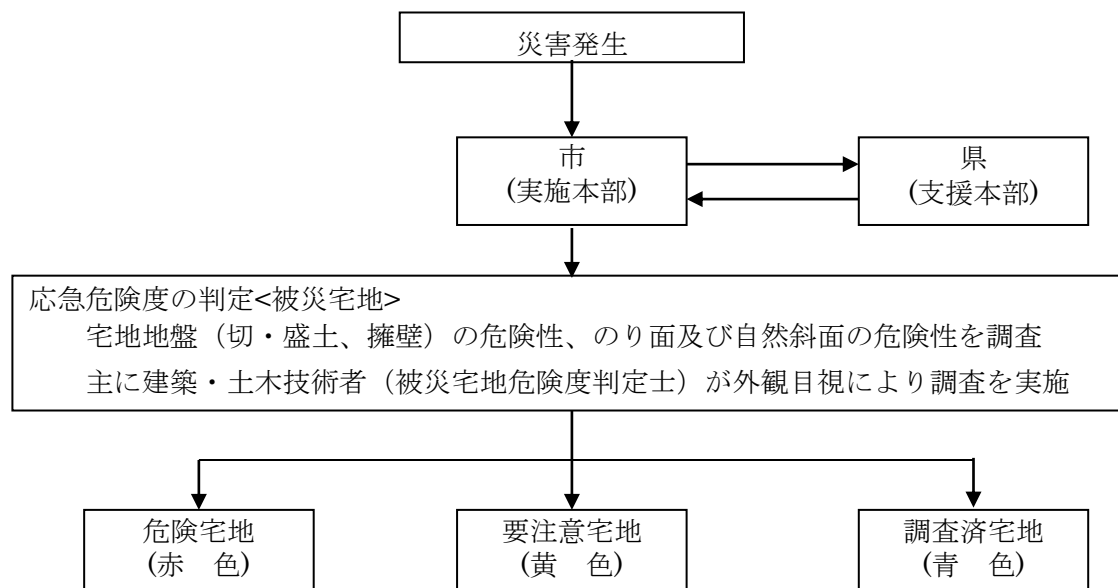 災害発生
市
(実施本部)
県
(支援本部)
応急危険度の判定<被災宅地>
宅地地盤（切・盛土、擁壁）の危険性、のり面及び自然斜面の危険性を調査
主に建築・土木技術者（被災宅地危険度判定士）が外観目視により調査を実施
危険宅地
(赤　色)
要注意宅地
(黄　色)
調査済宅地
(青　色)